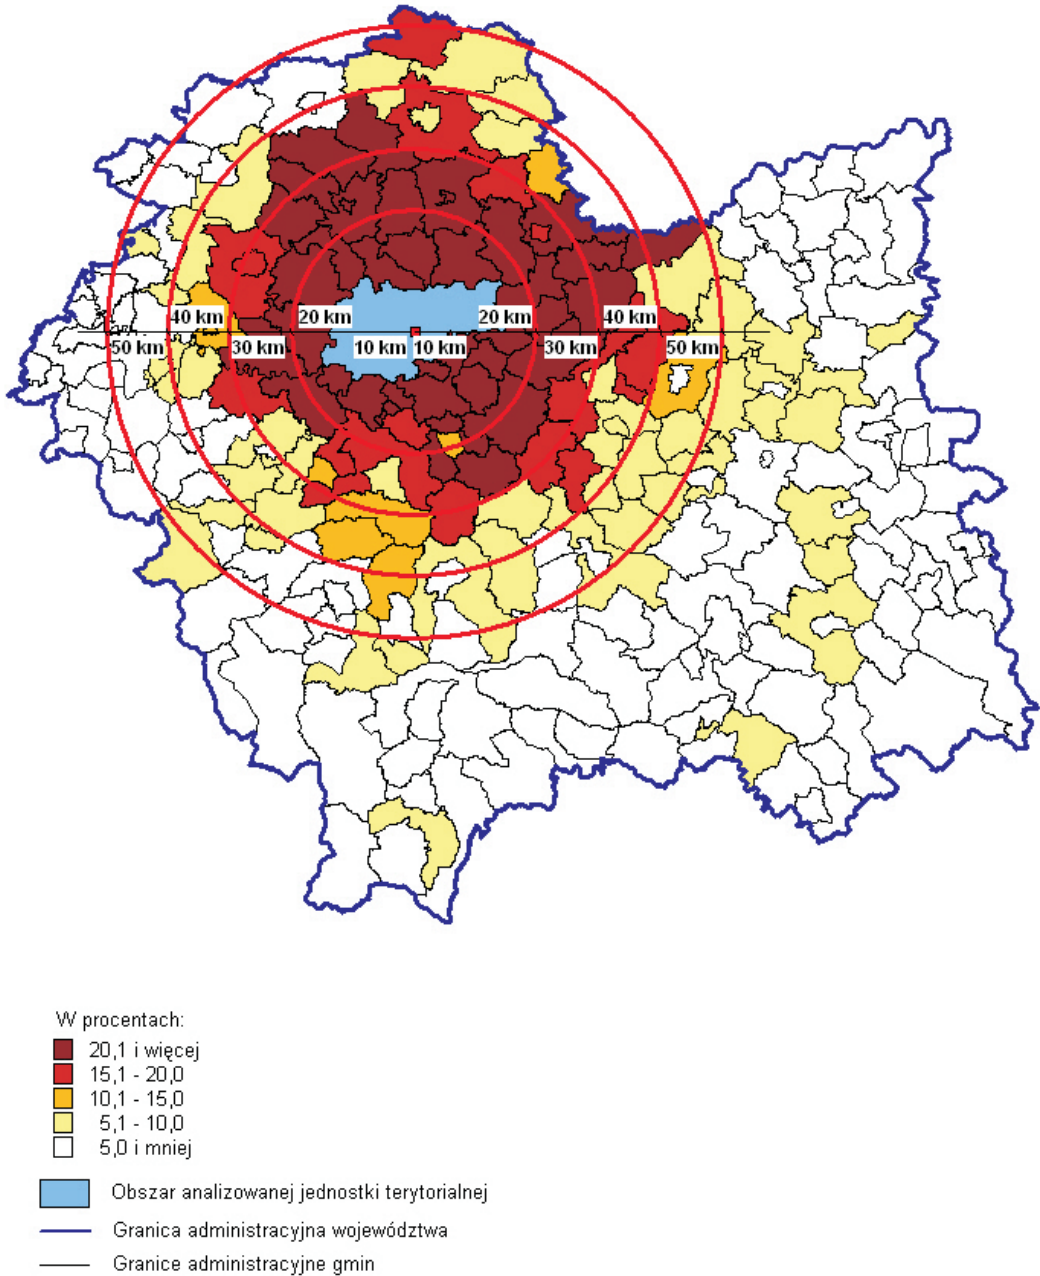 40 km
20 km
20 km
40 km
50 km
30 km
10 km
10 km
30 km
50 km
W procentach:
20,1 i więcej
15,1 - 20,0
10,1 - 15,0
5,1 - 10,0
5,0 i mniej
Obszar analizowanej jednostki terytorialnej
Granica administracyjna województwa
Granice administracyjne gmin